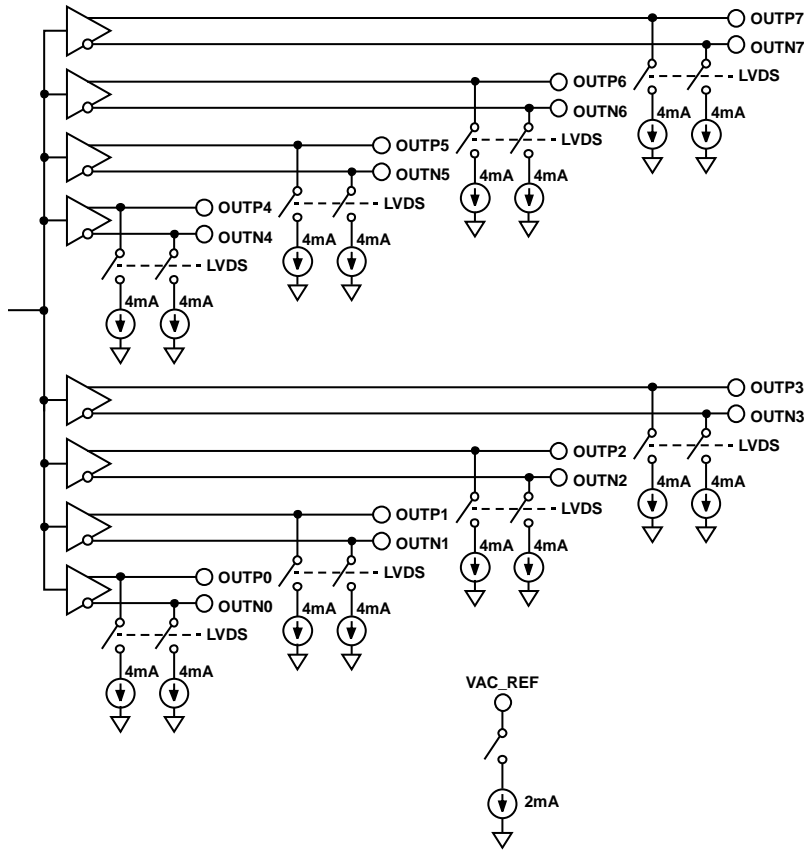 OUTP7
OUTN7
LVDS
4mA 4mA
OUTP6
OUTN6
LVDS
4mA 4mA
OUTP5
OUTN5
LVDS
4mA 4mA
OUTP4
OUTN4
LVDS
4mA 4mA
OUTP3
OUTN3
LVDS
4mA 4mA
OUTP2
OUTN2
LVDS
4mA 4mA
OUTP1
OUTN1
LVDS
4mA 4mA
OUTP0
OUTN0
LVDS
4mA 4mA
VAC_REF
2mA